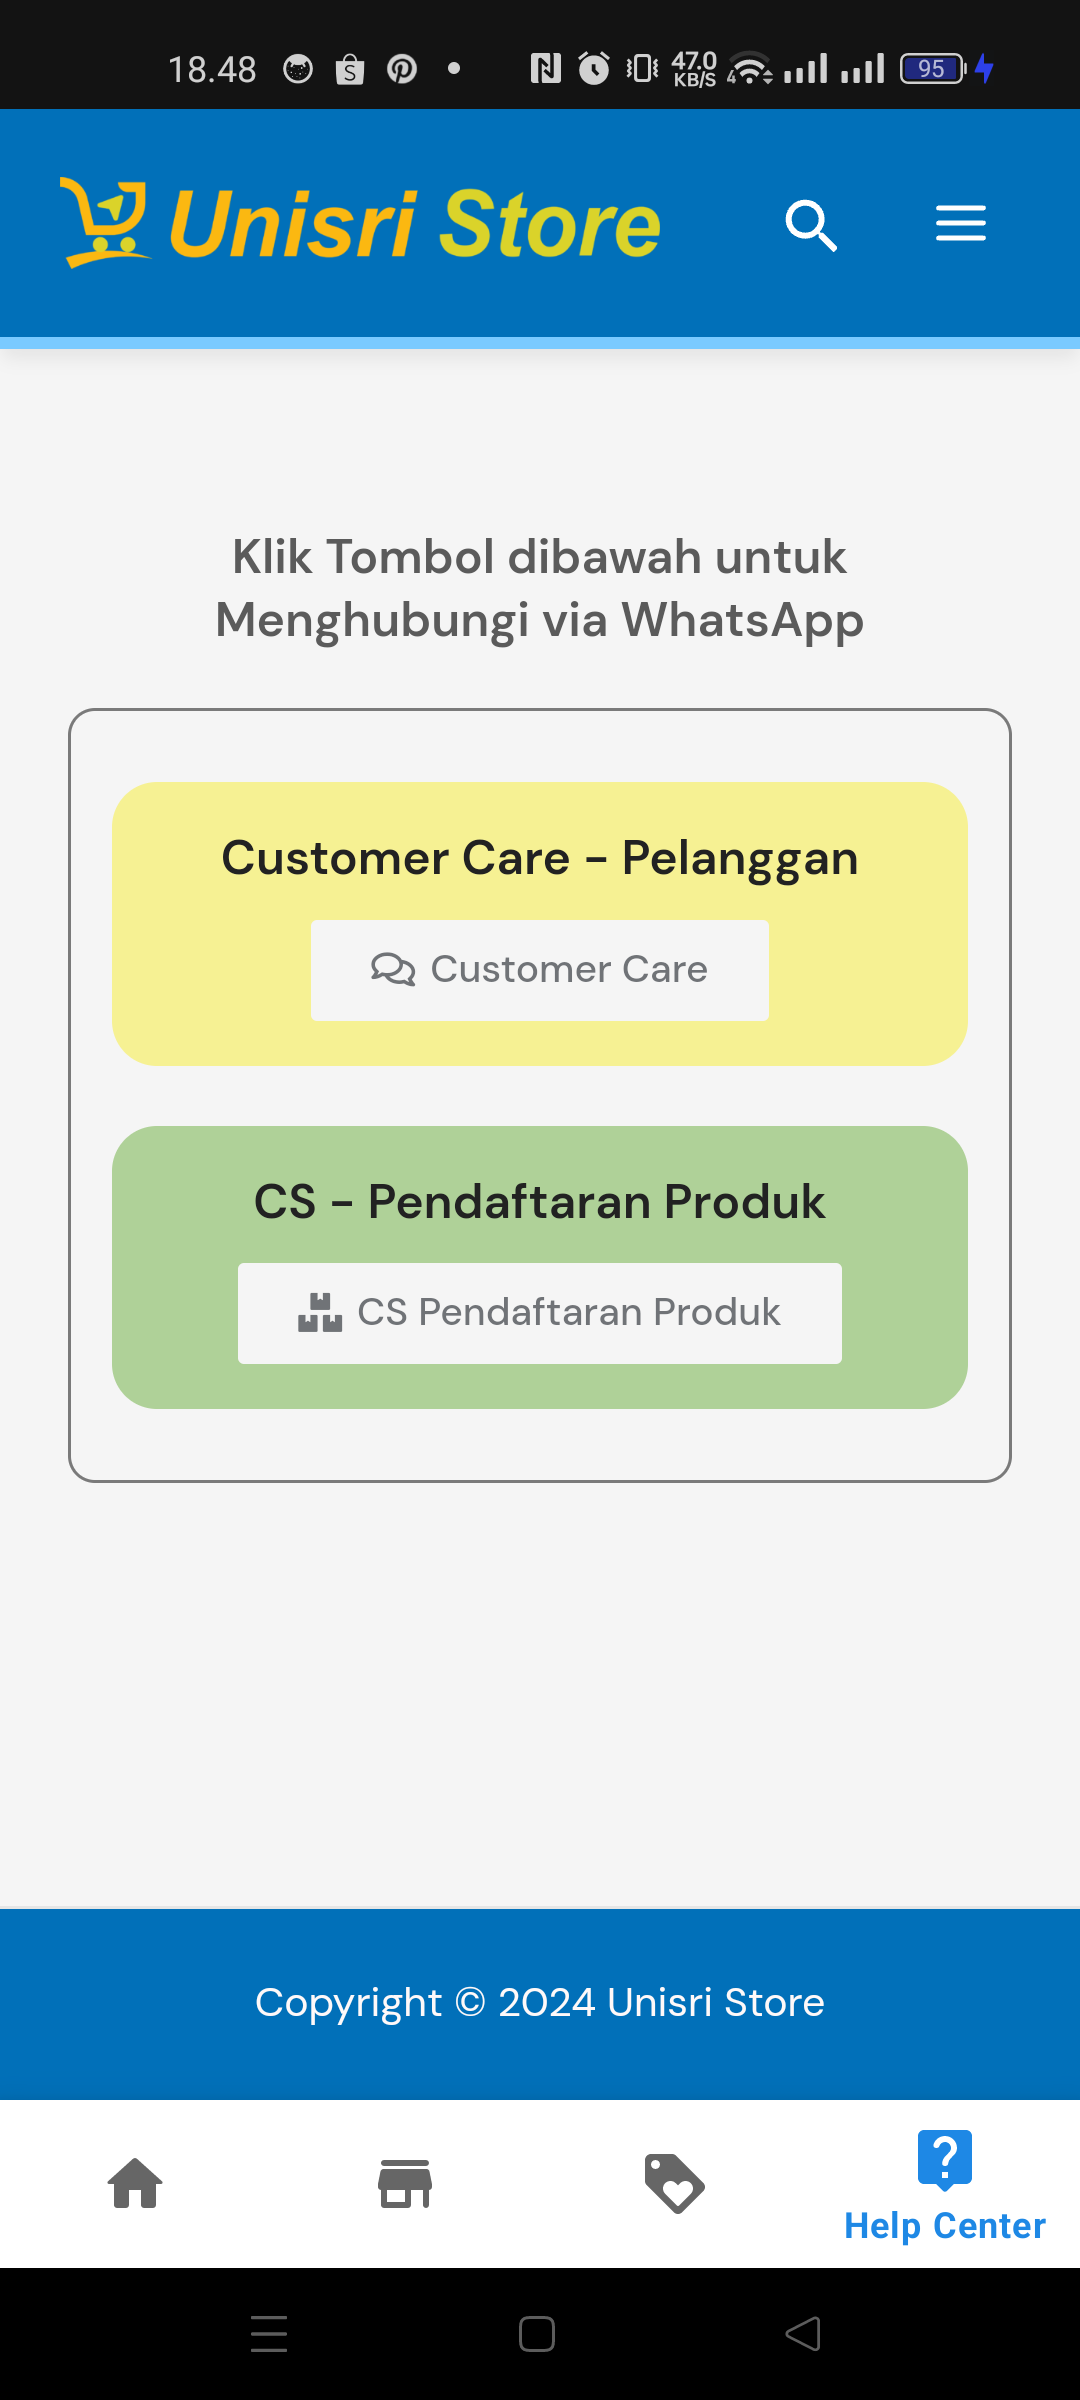 18.48
47.0
KB/S
4
95
Unisri Store
Klik Tombol dibawah untuk
Menghubungi via WhatsApp
Customer Care - Pelanggan
Customer Care
CS - Pendaftaran Produk
CS Pendaftaran Produk
Copyright © 2024 Unisri Store
Help Center